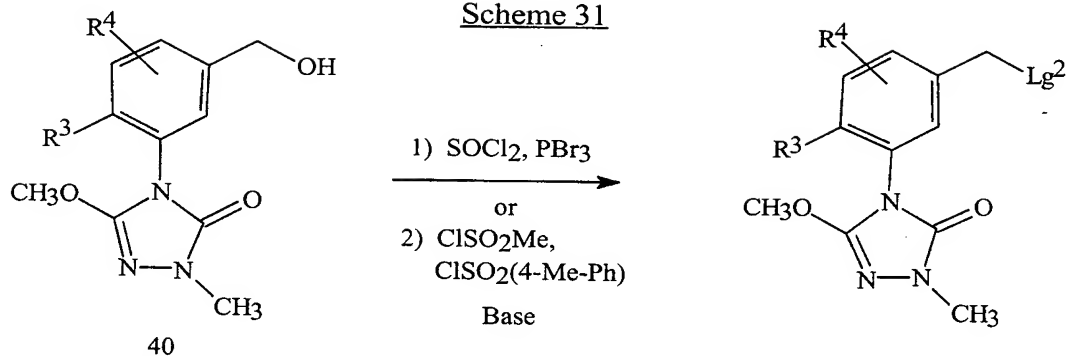 Scheme 31
R4
OH
R3
CH3O
N
O
N
N
CH3
40
1) SOCl2, PBr3
or
2) ClSO2Me,
ClSO2(4-Me-Ph)
Base
R4
Lg2
R3
CH3O
N
O
N
N
CH3